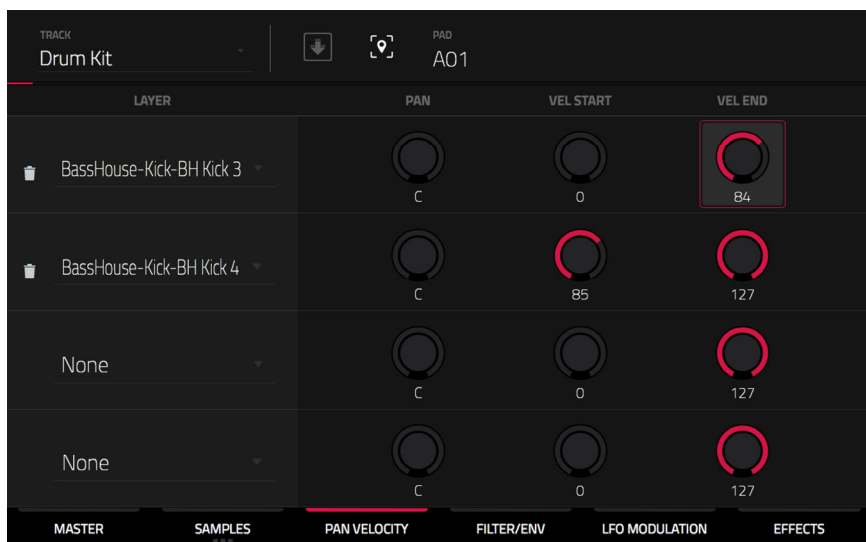 TRACK
Drum Kit
PAD
A01
LAYER PAN VEL START VEL END
BassHouse-Kick-BH Kick 3
C 0 84
BassHouse-Kick-BH Kick 4
C 85 127
None
C 0 127
None
C 0 127
MASTER SAMPLES PAN VELOCITY FILTER/ENV LFO MODULATION EFFECTS